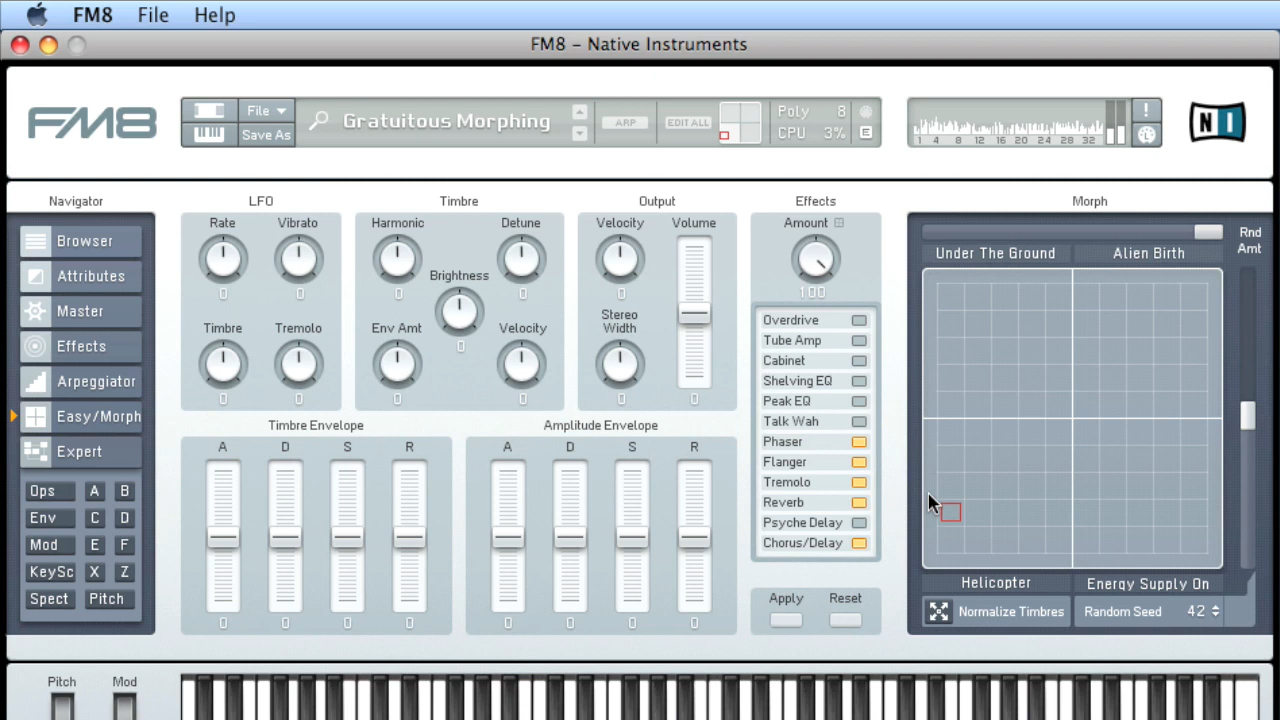 FM8 File Help
FM8 – Native Instruments
FM8
File
Save As
Gratuitous Morphing
ARP
EDIT ALL
Poly 8
CPU 3%
E
!
1 4 8 12 16 20 24 28 32
N I
Navigator
Browser
Attributes
Master
Effects
Arpeggiator
Easy/Morph
Expert
Ops A B
Env C D
Mod E F
KeySc X Z
Spect Pitch
LFO
Rate Vibrato
0 0
Timbre Tremolo
0 0
Timbre
Harmonic Detune
Brightness
0 0
Env Amt 0 Velocity
0 0
Output
Velocity Volume
0
Stereo
Width
0 0
Timbre Envelope
A D S R
0 0 0 0
Amplitude Envelope
A D S R
0 0 0 0
Effects
Amount
100
Overdrive
Tube Amp
Cabinet
Shelving EQ
Peak EQ
Talk Wah
Phaser
Flanger
Tremolo
Reverb
Psyche Delay
Chorus/Delay
Apply Reset
Morph
Rnd
Amt
Under The Ground Alien Birth
Helicopter Energy Supply On
Normalize Timbres Random Seed 42
Pitch Mod